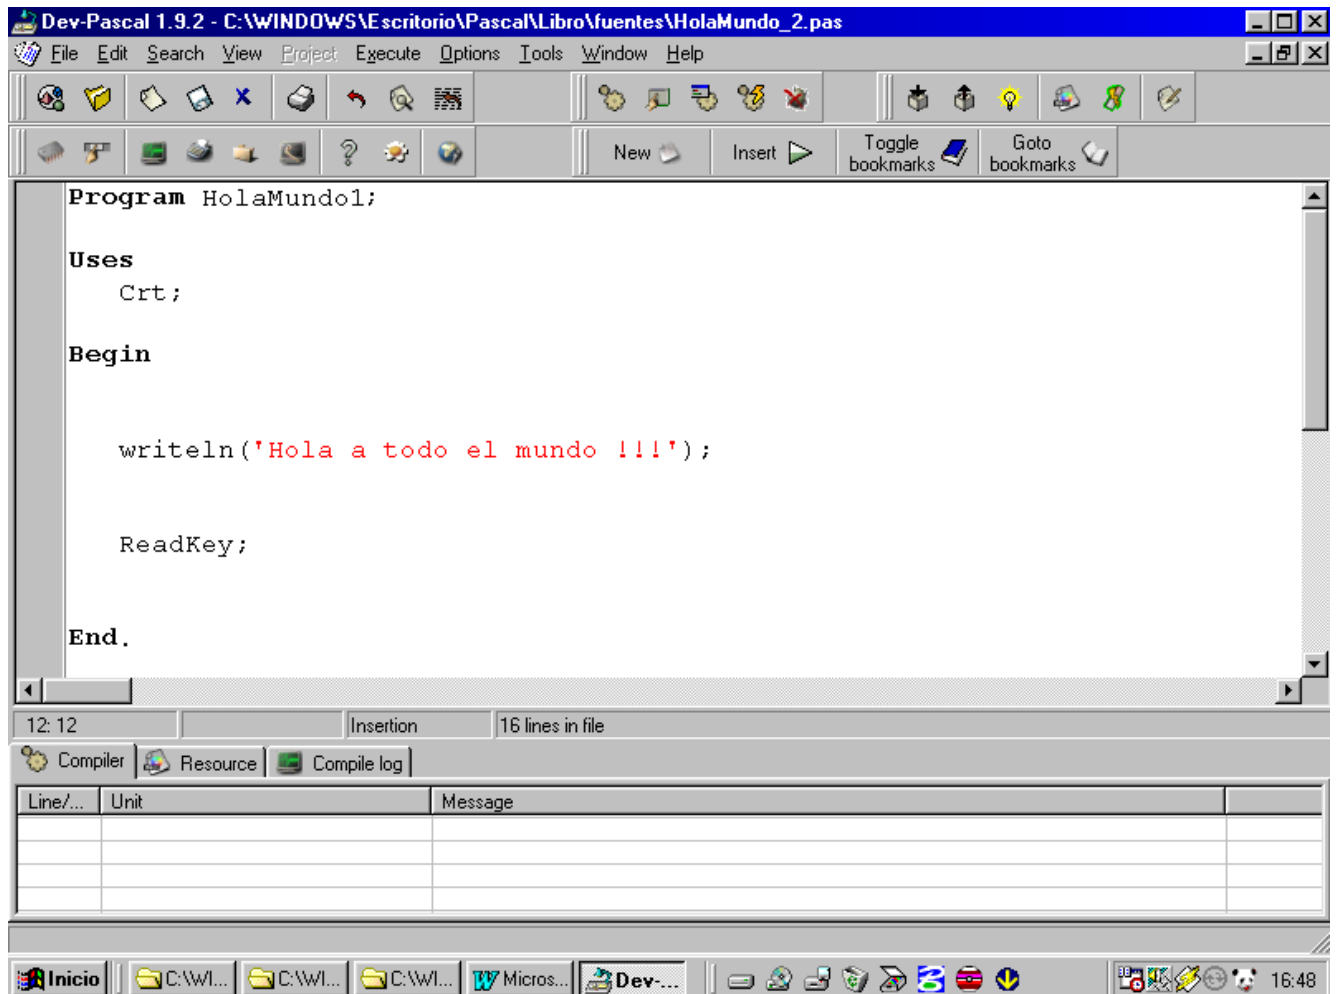 Dev-Pascal 1.9.2 - C:\WINDOWS\Escritorio\Pascal\Libro\fuentes\HolaMundo_2.pas
File Edit Search View Project Execute Options Tools Window Help
New Insert Toggle bookmarks Goto bookmarks
Program HolaMundo1;
Uses
Crt;
Begin
writeln('Hola a todo el mundo !!!');
ReadKey;
End.
12: 12 Insertion 16 lines in file
Compiler Resource Compile log
Line/... Unit Message
Inicio C:\WI... C:\WI... C:\WI... Micros... Dev-... 16:48